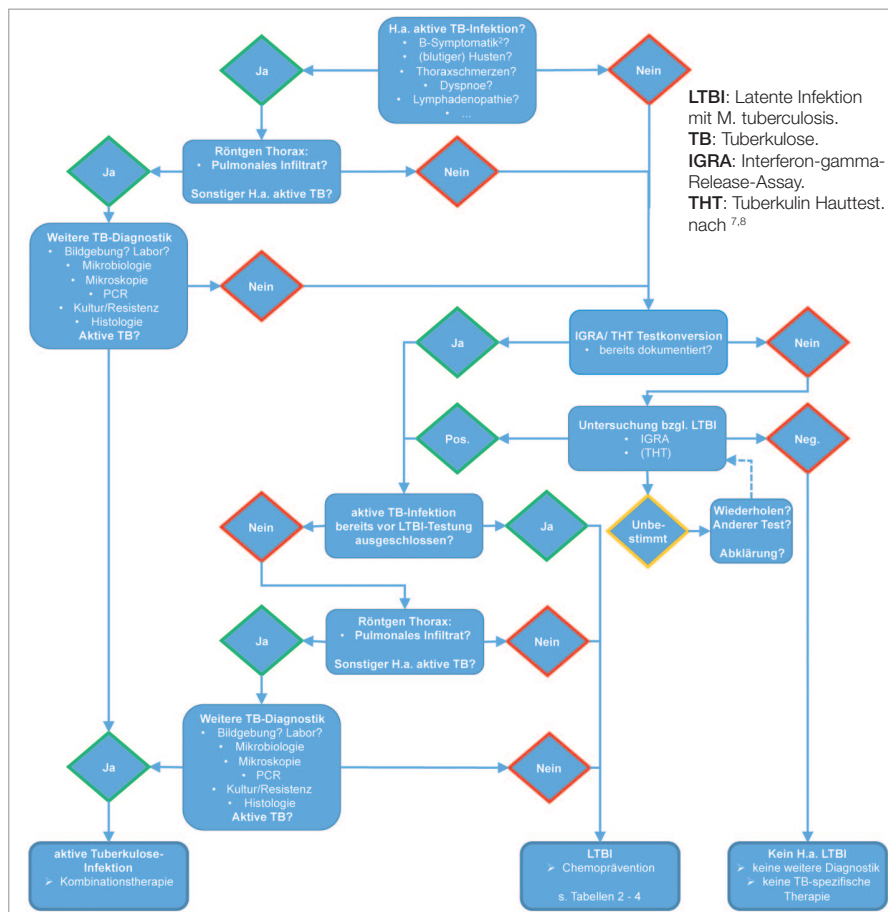 H.a. aktive TB-Infektion?
• B-Symptomatik²?
• (blutiger) Husten?
• Thoraxschmerzen?
• Dyspnoe?
• Lymphadenopathie?
• ...
Ja
Nein
LTBI: Latente Infektion
mit M. tuberculosis.
TB: Tuberkulose.
IGRA: Interferon-gamma-
Release-Assay.
THT: Tuberkulin Hauttest.
nach 7,8
Röntgen Thorax:
• Pulmonales Infiltrat?
Sonstiger H.a. aktive TB?
Ja
Nein
Weitere TB-Diagnostik
• Bildgebung? Labor?
• Mikrobiologie
• Mikroskopie
• PCR
• Kultur/Resistenz
• Histologie
Aktive TB?
Nein
IGRA/ THT Testkonversion
• bereits dokumentiert?
Ja
Nein
Untersuchung bzgl. LTBI
• IGRA
• (THT)
Pos.
Neg.
Unbe-
stimmt
Wiederholen?
Anderer Test?
Abklärung?
aktive TB-Infektion
bereits vor LTBI-Testung
ausgeschlossen?
Nein
Ja
Röntgen Thorax:
• Pulmonales Infiltrat?
Sonstiger H.a. aktive TB?
Ja
Nein
Weitere TB-Diagnostik
• Bildgebung? Labor?
• Mikrobiologie
• Mikroskopie
• PCR
• Kultur/Resistenz
• Histologie
Aktive TB?
Ja
Nein
aktive Tuberkulose-
Infektion
➢ Kombinationstherapie
LTBI
➢ Chemoprävention
s. Tabellen 2 - 4
Kein H.a. LTBI
➢ keine weitere Diagnostik
➢ keine TB-spezifische
Therapie